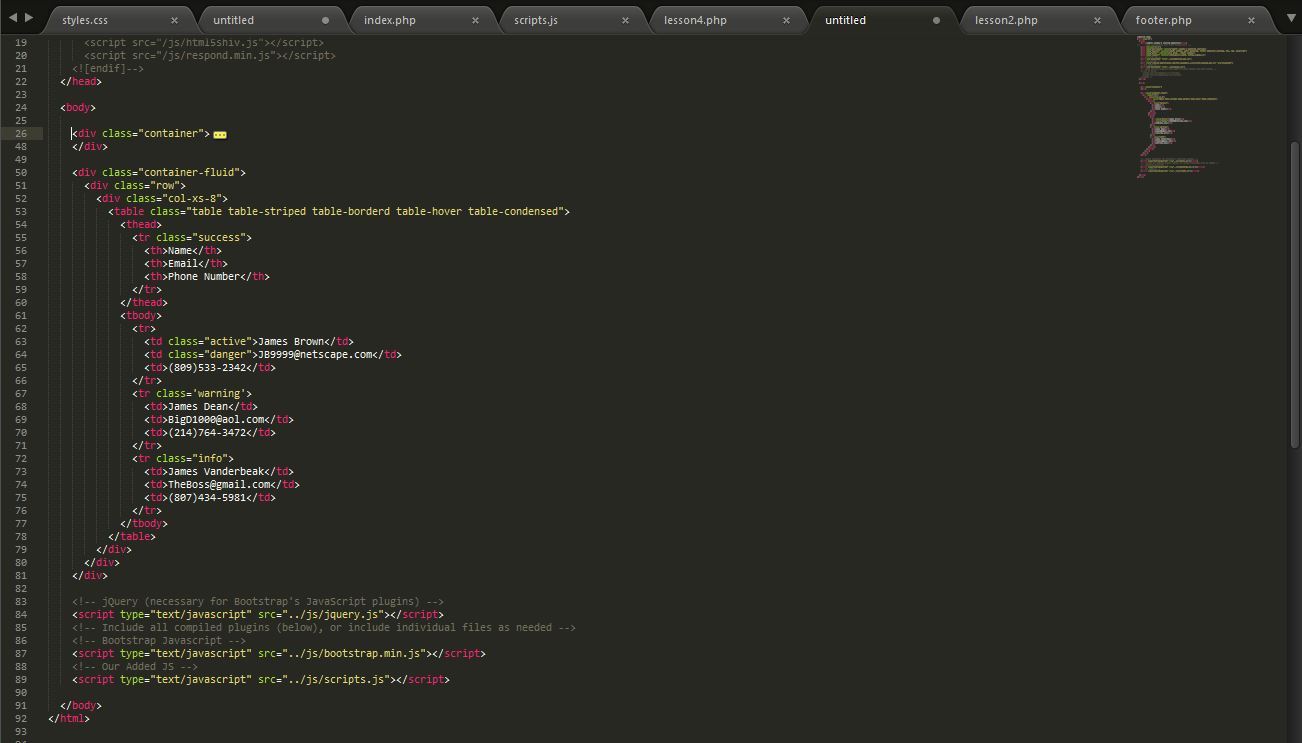 styles.css × untitled index.php × scripts.js × lesson4.php × untitled lesson2.php × footer.php ×
19 <script src="/js/html5shiv.js"></script>
20 <script src="/js/respond.min.js"></script>
21 <![endif]-->
22 </head>
23
24 <body>
25
26 <div class="container">
48 </div>
49
50 <div class="container-fluid">
51 <div class="row">
52 <div class="col-xs-8">
53 <table class="table table-striped table-borderd table-hover table-condensed">
54 <thead>
55 <tr class="success">
56 <th>Name</th>
57 <th>Email</th>
58 <th>Phone Number</th>
59 </tr>
60 </thead>
61 <tbody>
62 <tr>
63 <td class="active">James Brown</td>
64 <td class="danger">JB9999@netscape.com</td>
65 <td>(809)533-2342</td>
66 </tr>
67 <tr class='warning'>
68 <td>James Dean</td>
69 <td>BigD1000@aol.com</td>
70 <td>(214)764-3472</td>
71 </tr>
72 <tr class="info">
73 <td>James Vanderbeak</td>
74 <td>TheBoss@gmail.com</td>
75 <td>(807)434-5981</td>
76 </tr>
77 </tbody>
78 </table>
79 </div>
80 </div>
81 </div>
82
83 <!-- jQuery (necessary for Bootstrap's JavaScript plugins) -->
84 <script type="text/javascript" src="../js/jquery.js"></script>
85 <!-- Include all compiled plugins (below), or include individual files as needed -->
86 <!-- Bootstrap Javascript -->
87 <script type="text/javascript" src="../js/bootstrap.min.js"></script>
88 <!-- Our Added JS -->
89 <script type="text/javascript" src="../js/scripts.js"></script>
90
91 </body>
92 </html>
93